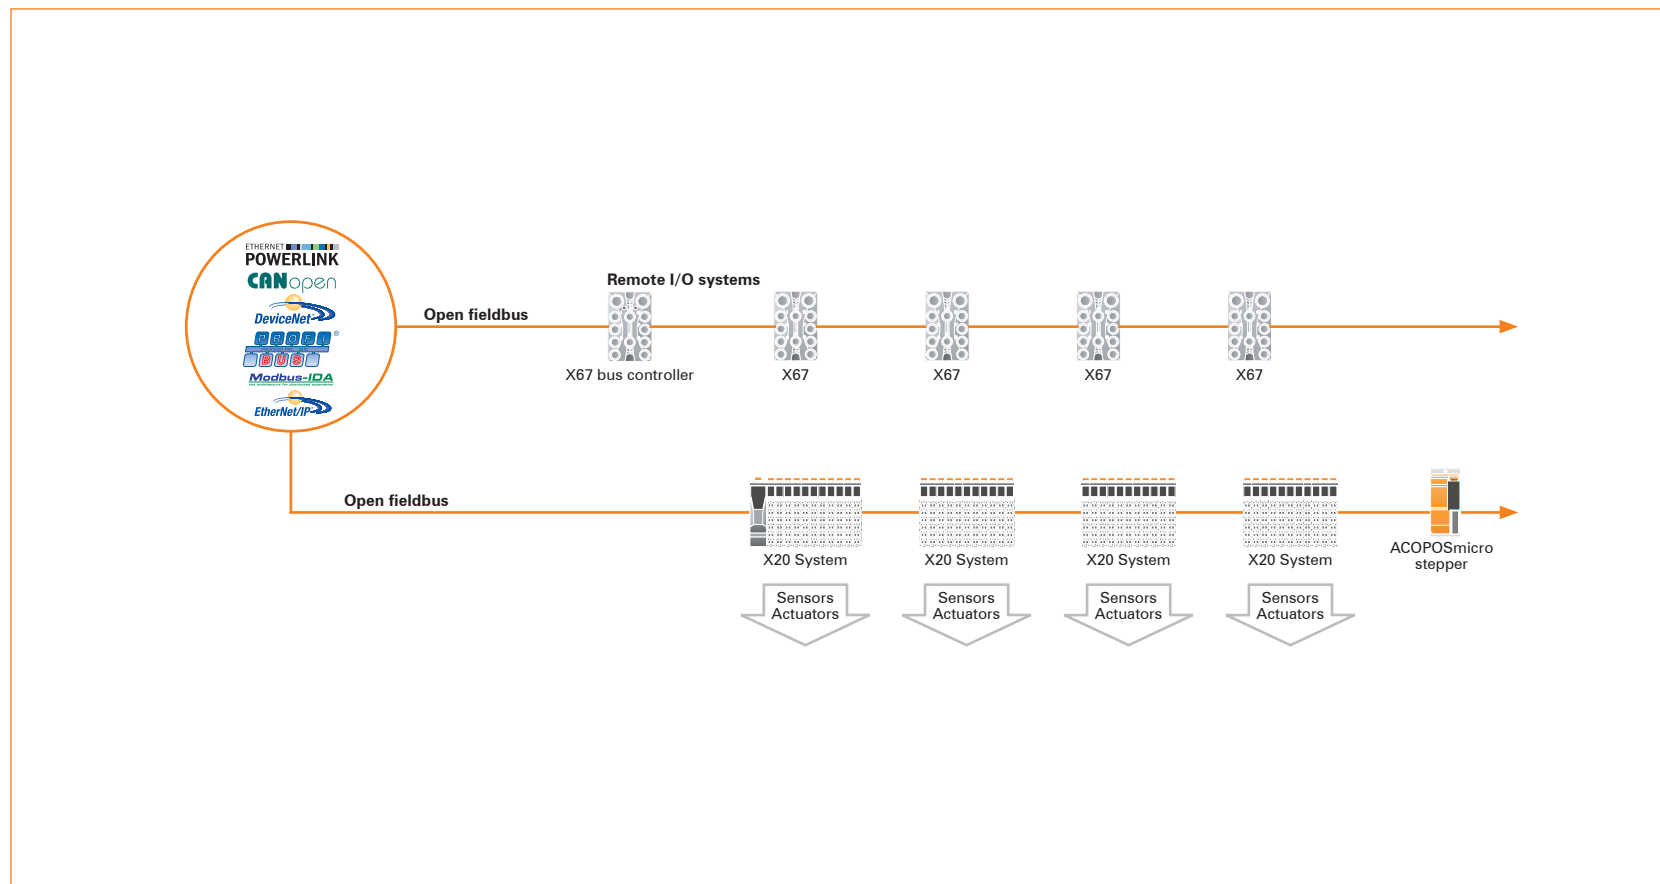 ETHERNET
POWERLINK
CANopen
DeviceNet
PROFI®
BUS
Modbus-IDA
EtherNet/IP
Open fieldbus
Remote I/O systems
X67 bus controller
X67
X67
X67
X67
Open fieldbus
X20 System
X20 System
X20 System
X20 System
ACOPOSmicro
stepper
Sensors
Actuators
Sensors
Actuators
Sensors
Actuators
Sensors
Actuators